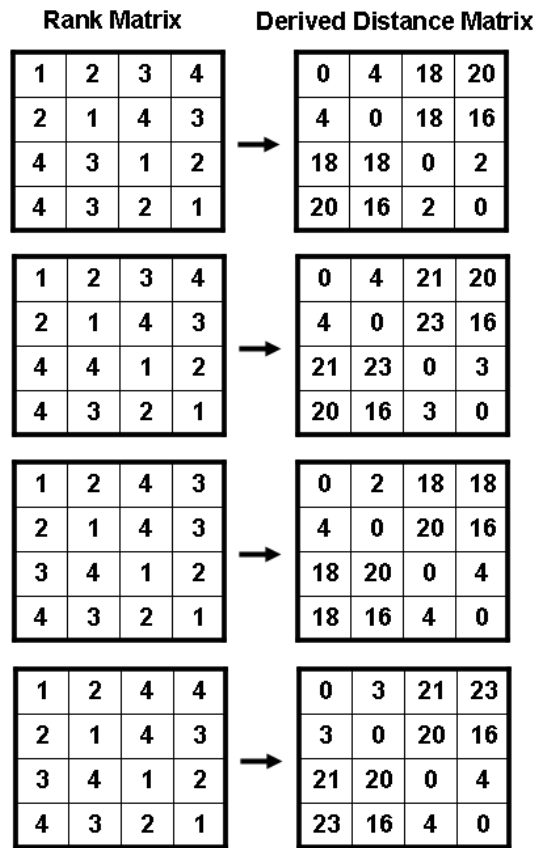 Rank Matrix Derived Distance Matrix
1 2 3 4 0 4 18 20
2 1 4 3 4 0 18 16
4 3 1 2 18 18 0 2
4 3 2 1 20 16 2 0
1 2 3 4 0 4 21 20
2 1 4 3 4 0 23 16
4 4 1 2 21 23 0 3
4 3 2 1 20 16 3 0
1 2 4 3 0 2 18 18
2 1 4 3 4 0 20 16
3 4 1 2 18 20 0 4
4 3 2 1 18 16 4 0
1 2 4 4 0 3 21 23
2 1 4 3 3 0 20 16
3 4 1 2 21 20 0 4
4 3 2 1 23 16 4 0